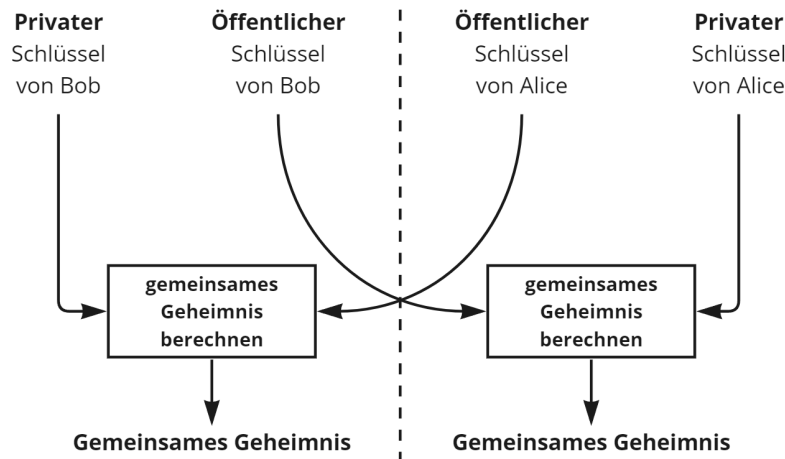 Privater
Schlüssel
von Bob
Öffentlicher
Schlüssel
von Bob
Öffentlicher
Schlüssel
von Alice
Privater
Schlüssel
von Alice
gemeinsames
Geheimnis
berechnen
gemeinsames
Geheimnis
berechnen
Gemeinsames Geheimnis
Gemeinsames Geheimnis